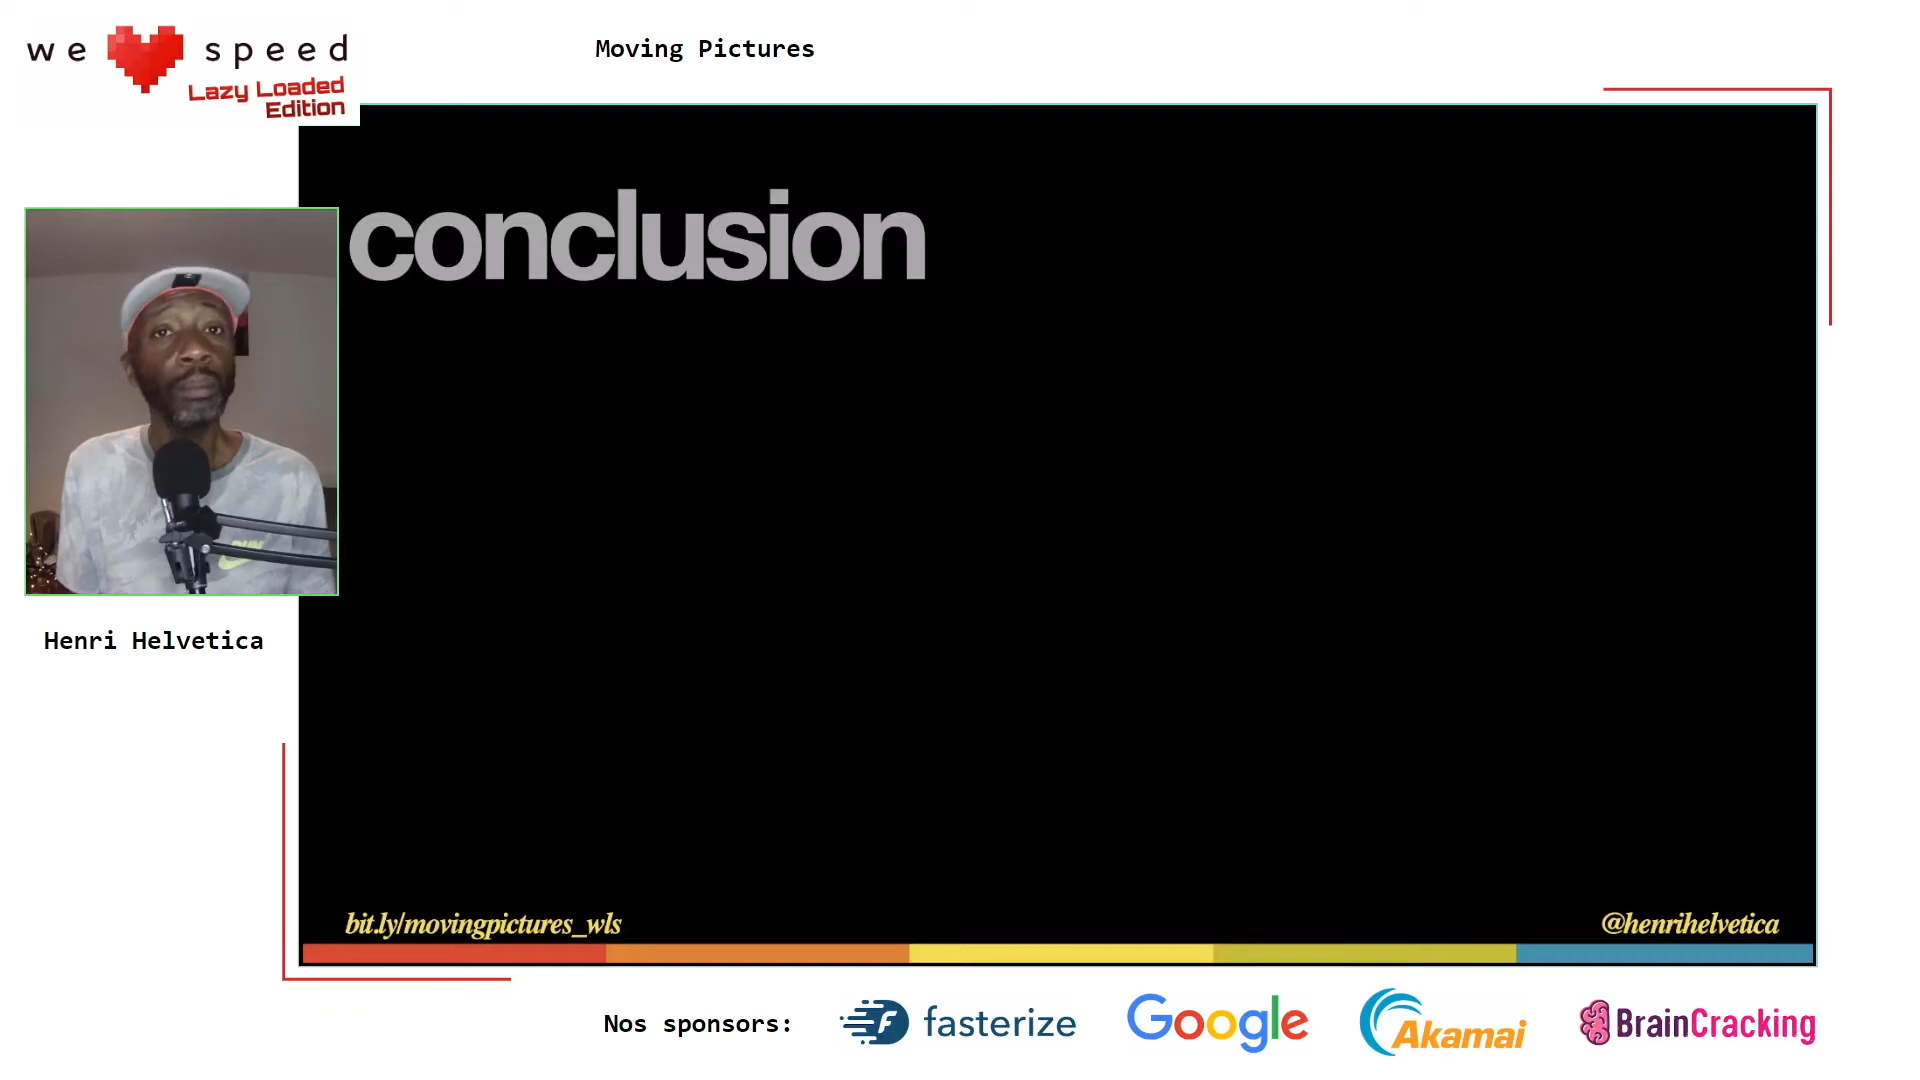 we speed
Lazy Loaded
Edition
Moving Pictures
conclusion
Henri Helvetica
bit.ly/movingpictures_wls
@henrihelvetica
Nos sponsors:
fasterize
Google
Akamai
BrainCracking